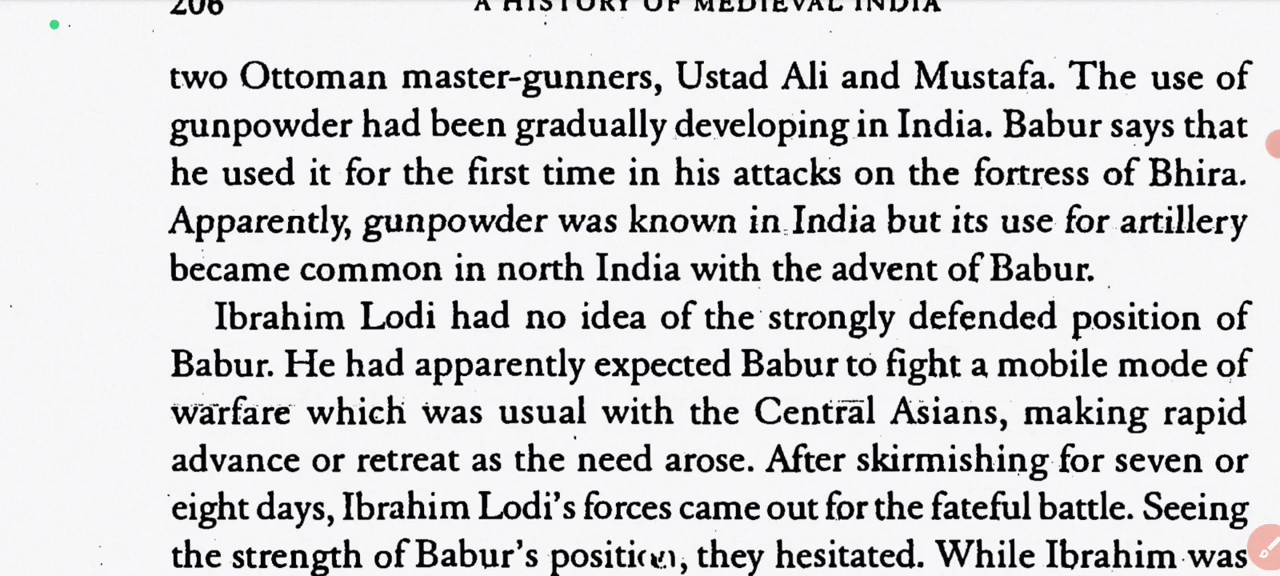 206 A HISTORY OF MEDIEVAL INDIA
two Ottoman master-gunners, Ustad Ali and Mustafa. The use of
gunpowder had been gradually developing in India. Babur says that
he used it for the first time in his attacks on the fortress of Bhira.
Apparently, gunpowder was known in India but its use for artillery
became common in north India with the advent of Babur.
Ibrahim Lodi had no idea of the strongly defended position of
Babur. He had apparently expected Babur to fight a mobile mode of
warfare which was usual with the Central Asians, making rapid
advance or retreat as the need arose. After skirmishing for seven or
eight days, Ibrahim Lodi's forces came out for the fateful battle. Seeing
the strength of Babur's position, they hesitated. While Ibrahim was